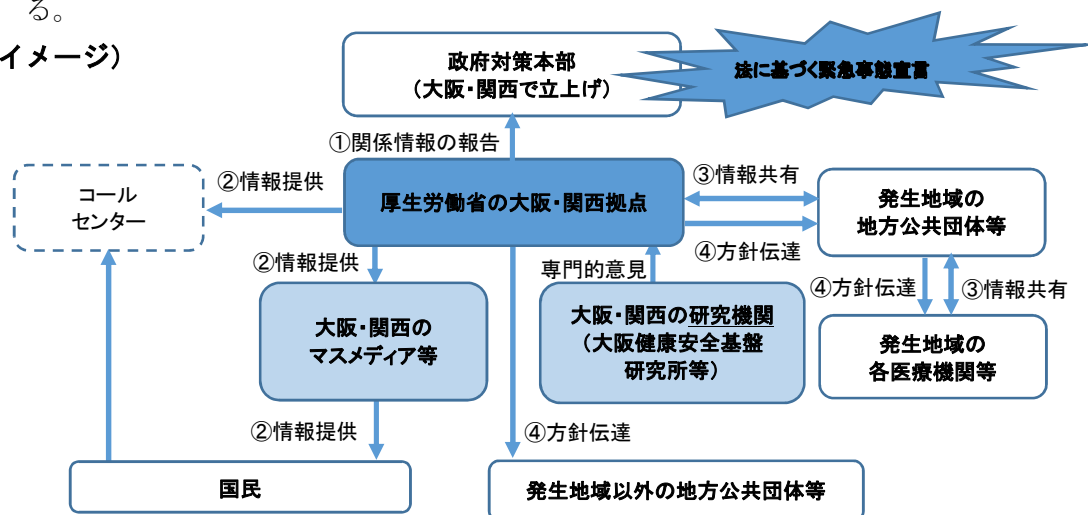 る。
イメージ）
政府対策本部
（大阪・関西で立上げ）
法に基づく緊急事態宣言
①関係情報の報告
コール
センター
②情報提供
厚生労働省の大阪・関西拠点
③情報共有
発生地域の
地方公共団体等
④方針伝達
②情報提供
専門的意見
④方針伝達
③情報共有
大阪・関西の
マスメディア等
大阪・関西の研究機関
（大阪健康安全基盤
研究所等）
発生地域の
各医療機関等
②情報提供
④方針伝達
国民
発生地域以外の地方公共団体等